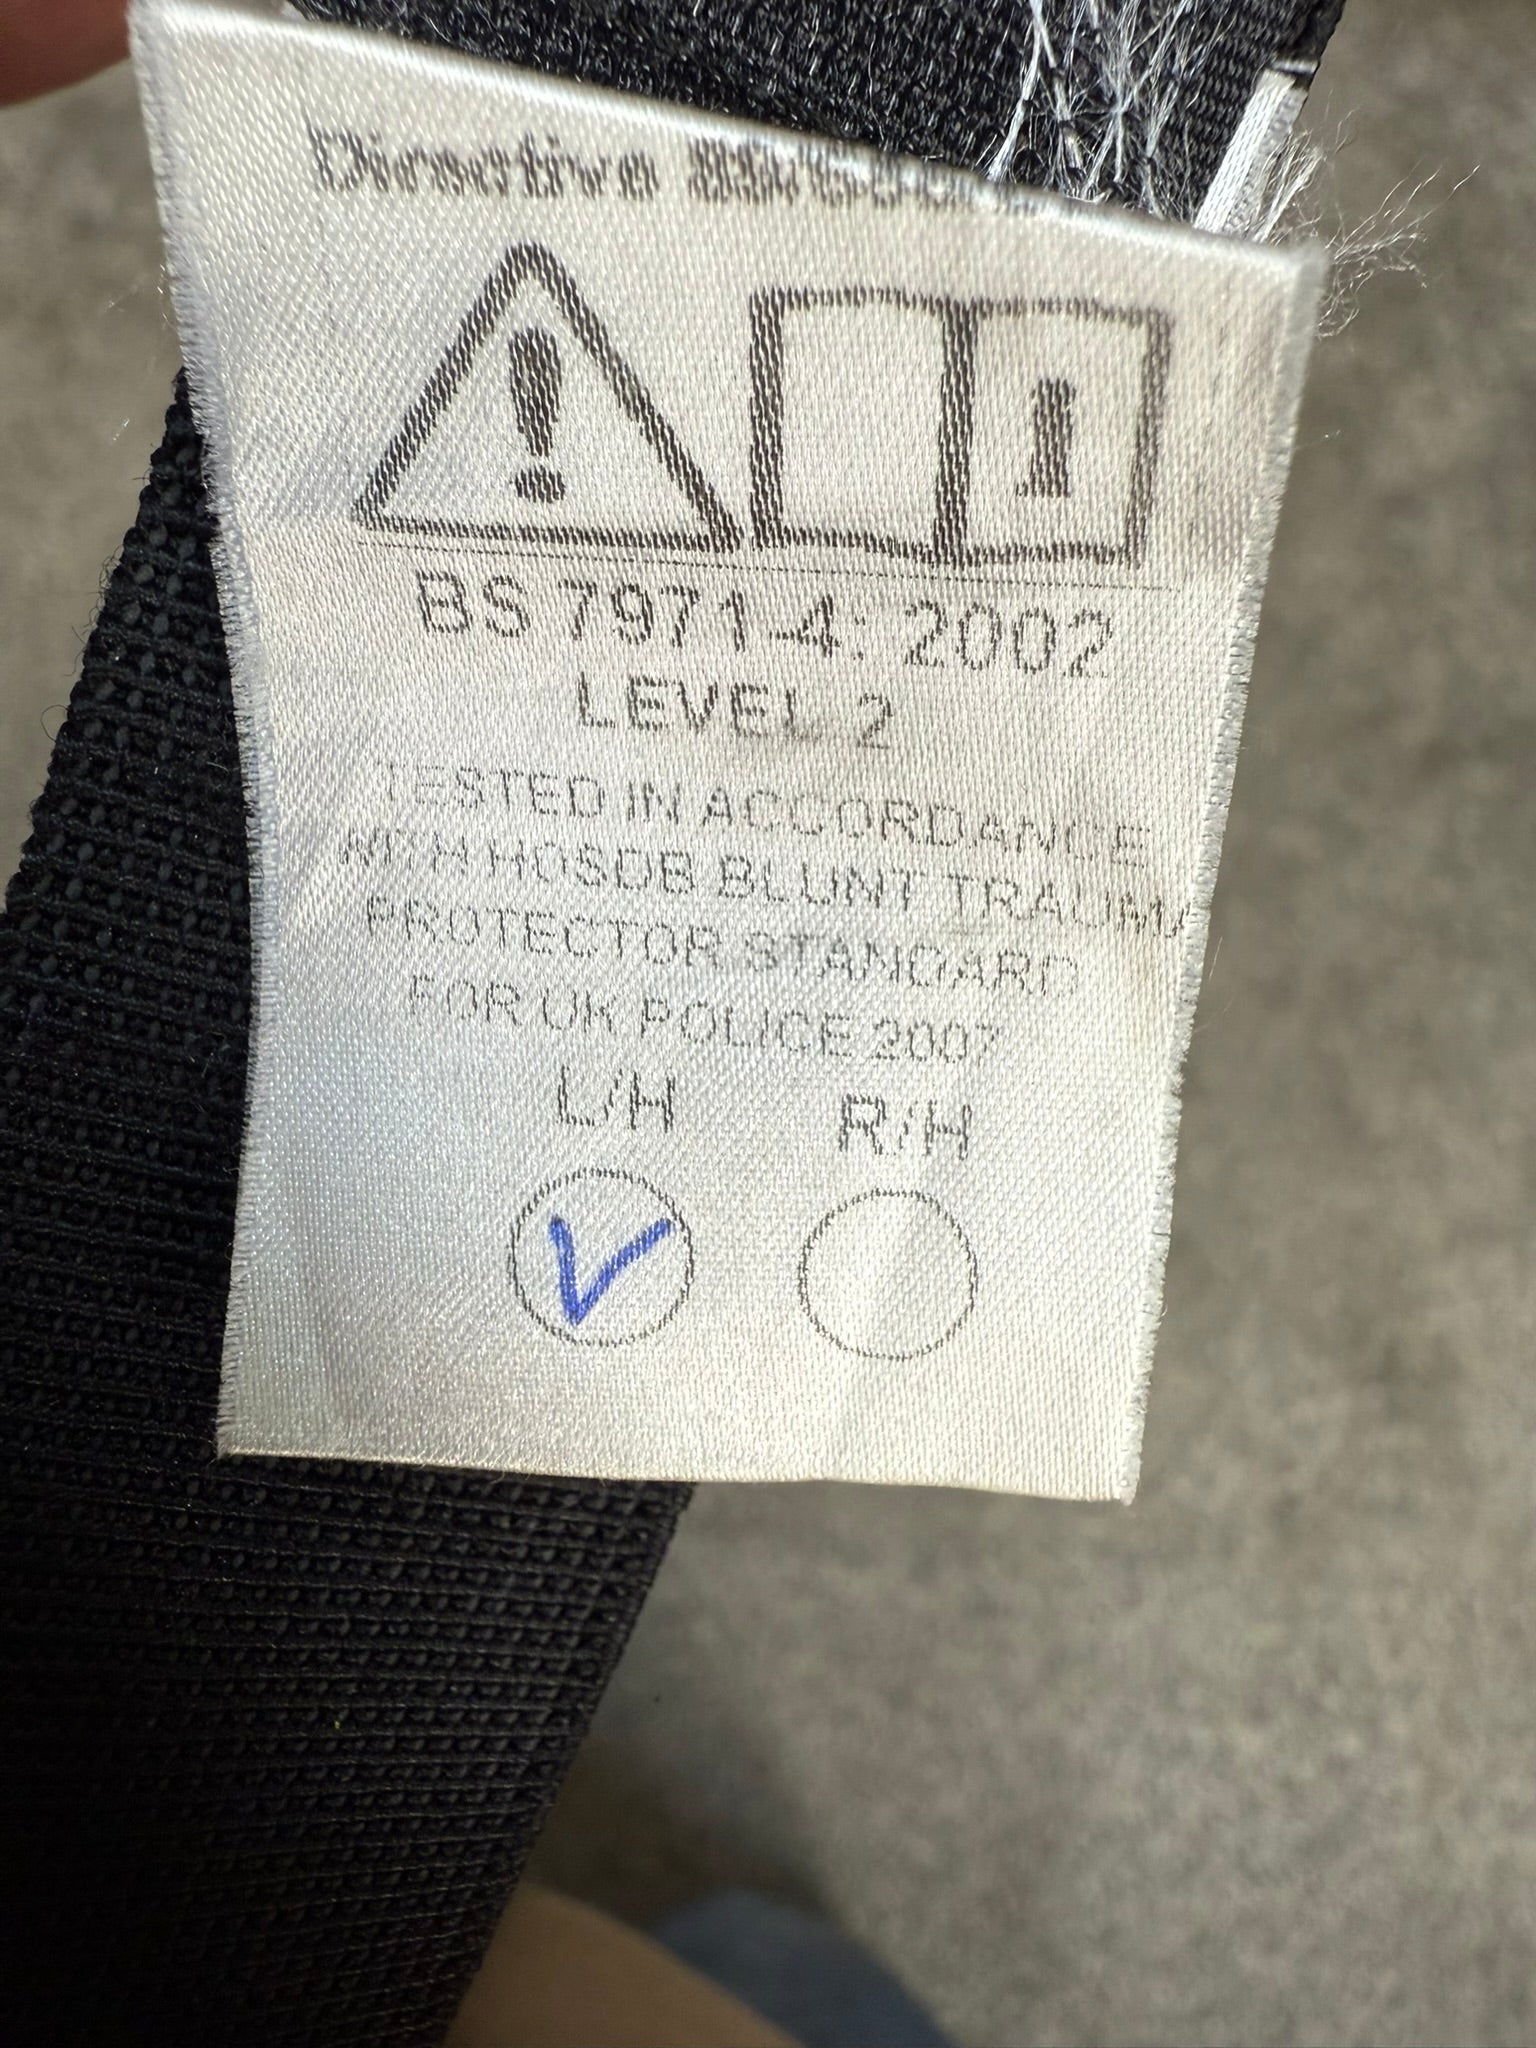 Directive
BS 7971-4: 2002
LEVEL 2
TESTED IN ACCORDANCE
WITH HOSDB BLUNT TRAUMA
PROTECTOR STANDARD
FOR UK POLICE 2007
L/H R/H